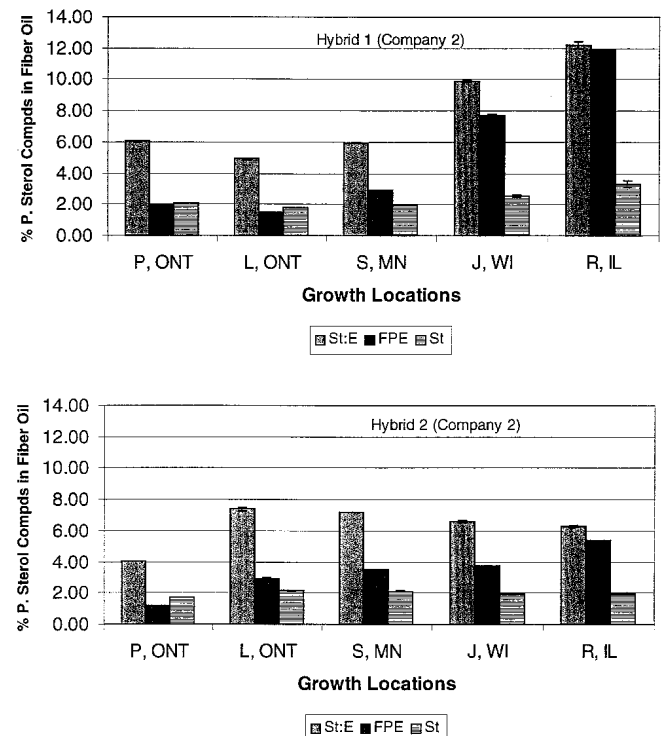 14.00
Hybrid 1 (Company 2)
12.00
10.00
8.00
6.00
4.00
2.00
0.00
% P. Sterol Compds in Fiber Oil
P, ONT L, ONT S, MN J, WI R, IL
Growth Locations
St:E FPE St
14.00
Hybrid 2 (Company 2)
12.00
10.00
8.00
6.00
4.00
2.00
0.00
% P. Sterol Compds in Fiber Oil
P, ONT L, ONT S, MN J, WI R, IL
Growth Locations
St:E FPE St